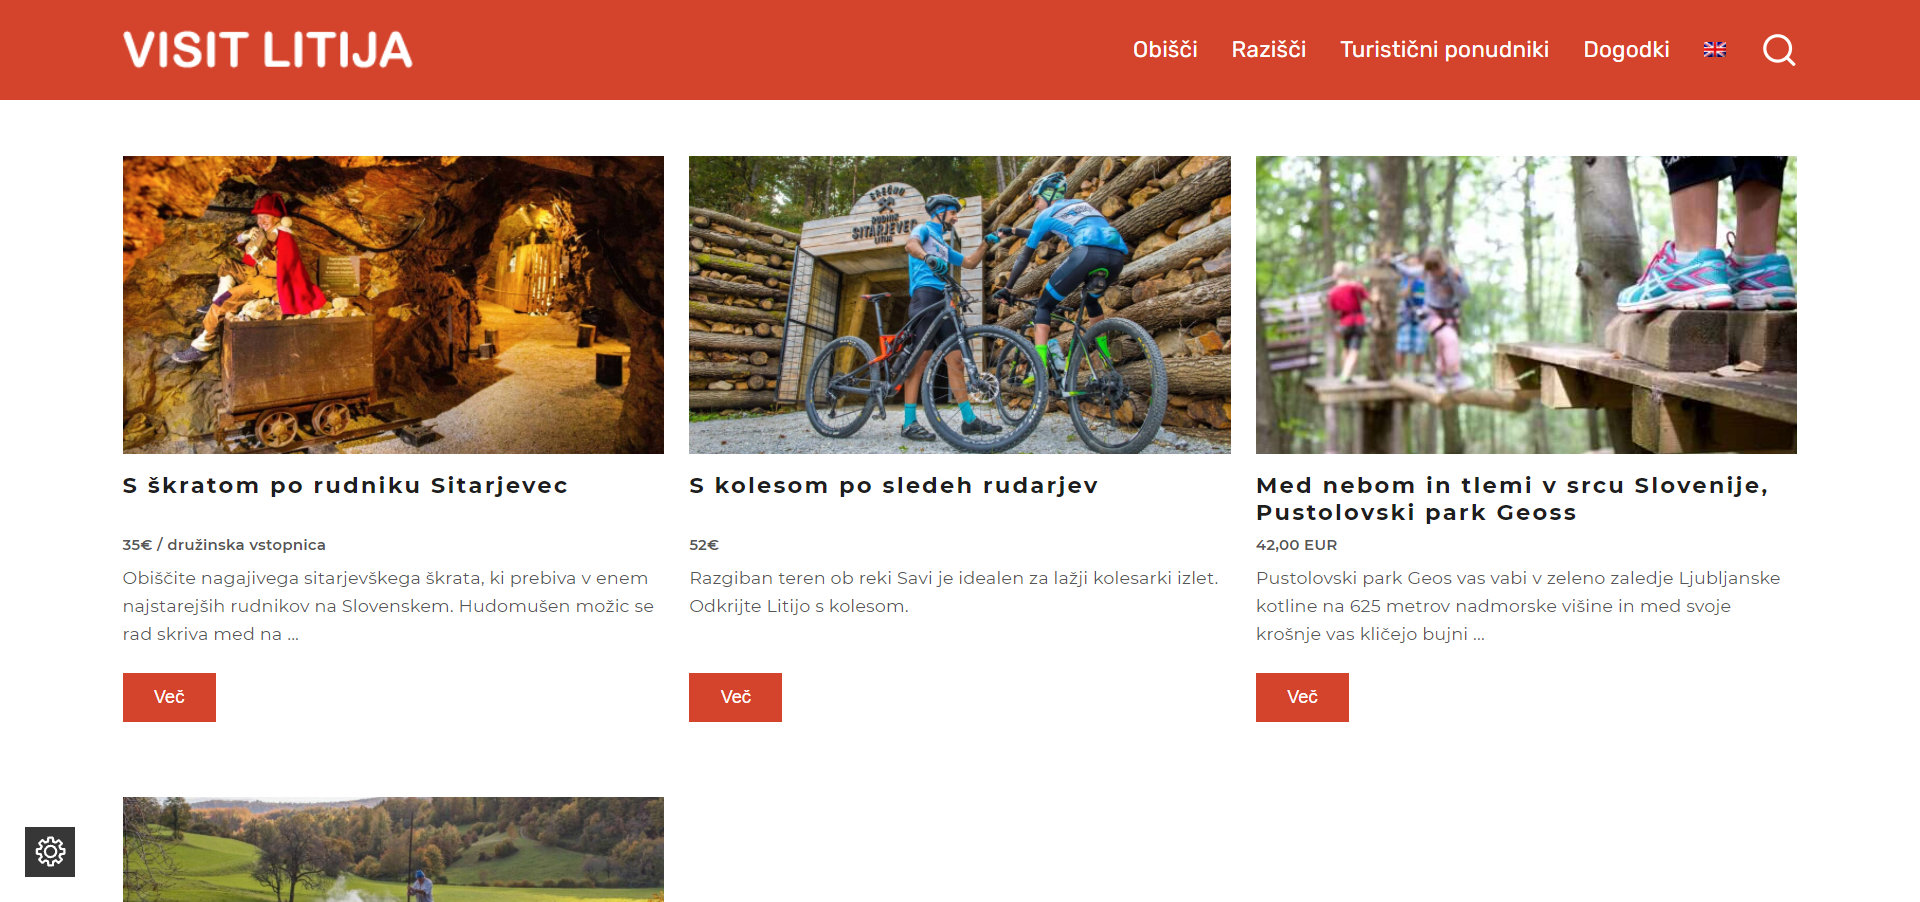 VISIT LITIJA
Obišči Razišči Turistični ponudniki Dogodki
SREČNO
RUDNIK
SITARJEVEC
LITIJA
S škratom po rudniku Sitarjevec
S kolesom po sledeh rudarjev
Med nebom in tlemi v srcu Slovenije,
Pustolovski park Geoss
35€ / družinska vstopnica
Obiščite nagajivega sitarjevškega škrata, ki prebiva v enem
najstarejših rudnikov na Slovenskem. Hudomušen možic se
rad skriva med na ...
Več
52€
Razgiban teren ob reki Savi je idealen za lažji kolesarki izlet.
Odkrijte Litijo s kolesom.
Več
42,00 EUR
Pustolovski park Geos vas vabi v zeleno zaledje Ljubljanske
kotline na 625 metrov nadmorske višine in med svoje
krošnje vas kličejo bujni ...
Več